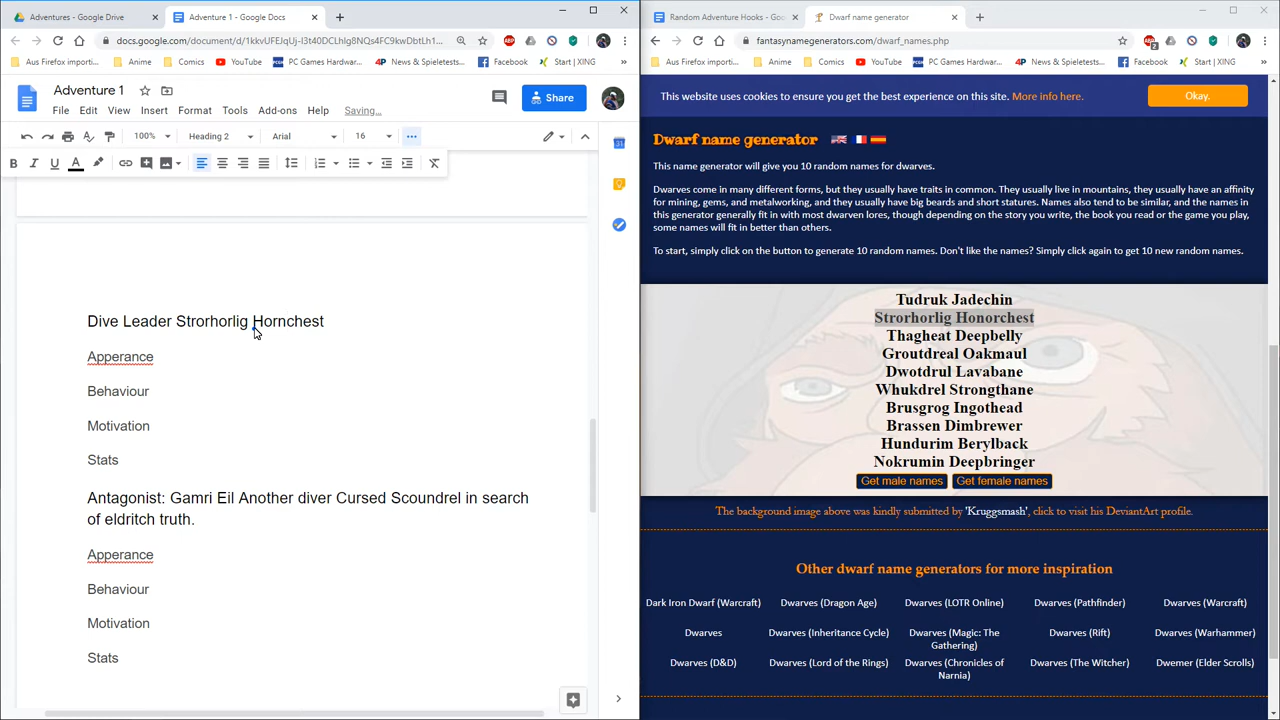 Adventures - Google Drive
Adventure 1 - Google Docs
Random Adventure Hooks - Goo
Dwarf name generator
docs.google.com/document/d/1kkvUFEJqUj-I3t40DCLhIg8NQs4FC9kwDbtLh1...
fantasynamegenerators.com/dwarf_names.php
Aus Firefox importi... Anime Comics YouTube PC Games Hardwar... News & Spieletests... Facebook Start | XING
Aus Firefox importi... Anime Comics YouTube PC Games Hardwar... News & Spieletests... Facebook Start | XING
Adventure 1
File Edit View Insert Format Tools Add-ons Help Saving...
Share
100% Heading 2 Arial 16
Dive Leader Strorhorlig Hornchest
Apperance
Behaviour
Motivation
Stats
Antagonist: Gamri Eil Another diver Cursed Scoundrel in search
of eldritch truth.
Apperance
Behaviour
Motivation
Stats
This website uses cookies to ensure you get the best experience on this site. More info here.
Okay.
Dwarf name generator
This name generator will give you 10 random names for dwarves.
Dwarves come in many different forms, but they usually have traits in common. They usually live in mountains, they usually have an affinity
for mining, gems, and metalworking, and they usually have big beards and short statures. Names also tend to be similar, and the names in
this generator generally fit in with most dwarven lores, though depending on the story you write, the book you read or the game you play,
some names will fit in better than others.
To start, simply click on the button to generate 10 random names. Don't like the names? Simply click again to get 10 new random names.
Tudruk Jadechin
Strorhorlig Honorchest
Thagheat Deepbelly
Groutdreal Oakmaul
Dwotdrul Lavabane
Whukdrel Strongthane
Brusgrog Ingothead
Brassen Dimbrewer
Hundurim Berylback
Nokrumin Deepbringer
Get male names Get female names
The background image above was kindly submitted by 'Kruggsmash', click to visit his DeviantArt profile.
Other dwarf name generators for more inspiration
Dark Iron Dwarf (Warcraft) Dwarves (Dragon Age) Dwarves (LOTR Online) Dwarves (Pathfinder) Dwarves (Warcraft)
Dwarves Dwarves (Inheritance Cycle) Dwarves (Magic: The
Gathering) Dwarves (Rift) Dwarves (Warhammer)
Dwarves (D&D) Dwarves (Lord of the Rings) Dwarves (Chronicles of
Narnia) Dwarves (The Witcher) Dwemer (Elder Scrolls)